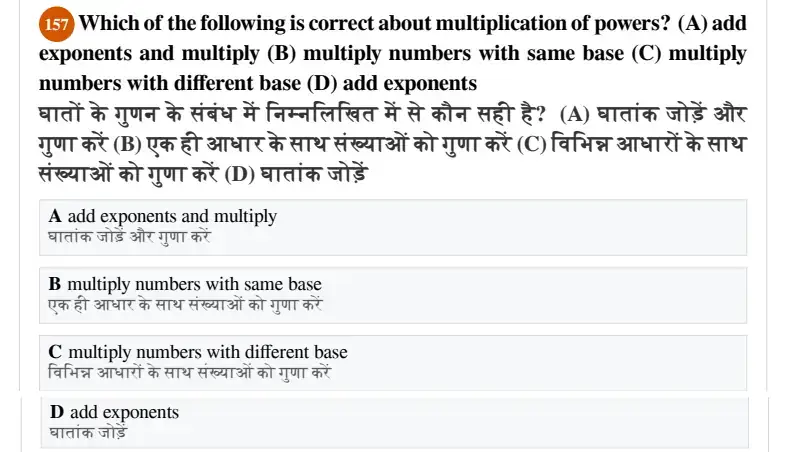 157 Which of the following is correct about multiplication of powers? (A) add
exponents and multiply (B) multiply numbers with same base (C) multiply
numbers with different base (D) add exponents
घातों के गुणन के संबंध में निम्नलिखित में से कौन सही है? (A) घातांक जोड़ें और
गुणा करें (B) एक ही आधार के साथ संख्याओं को गुणा करें (C) विभिन्न आधारों के साथ
संख्याओं को गुणा करें (D) घातांक जोड़ें
A add exponents and multiply
घातांक जोड़ें और गुणा करें
B multiply numbers with same base
एक ही आधार के साथ संख्याओं को गुणा करें
C multiply numbers with different base
विभिन्न आधारों के साथ संख्याओं को गुणा करें
D add exponents
घातांक जोड़ें